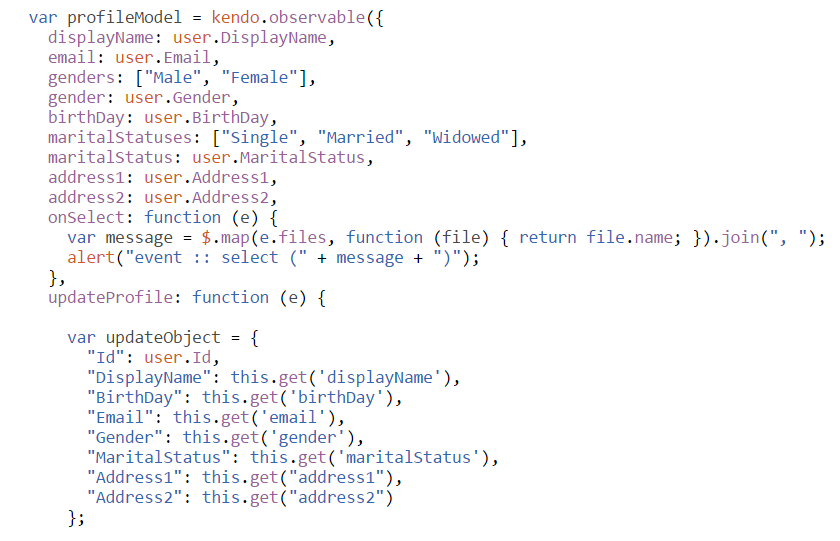 var profileModel = kendo.observable({
displayName: user.DisplayName,
email: user.Email,
genders: ["Male", "Female"],
gender: user.Gender,
birthDay: user.BirthDay,
maritalStatuses: ["Single", "Married", "Widowed"],
maritalStatus: user.MaritalStatus,
address1: user.Address1,
address2: user.Address2,
onSelect: function (e) {
var message = $.map(e.files, function (file) { return file.name; }).join(", ");
alert("event :: select (" + message + ")");
},
updateProfile: function (e) {
var updateObject = {
"Id": user.Id,
"DisplayName": this.get('displayName'),
"BirthDay": this.get('birthDay'),
"Email": this.get('email'),
"Gender": this.get('gender'),
"MaritalStatus": this.get('maritalStatus'),
"Address1": this.get("address1"),
"Address2": this.get("address2")
};